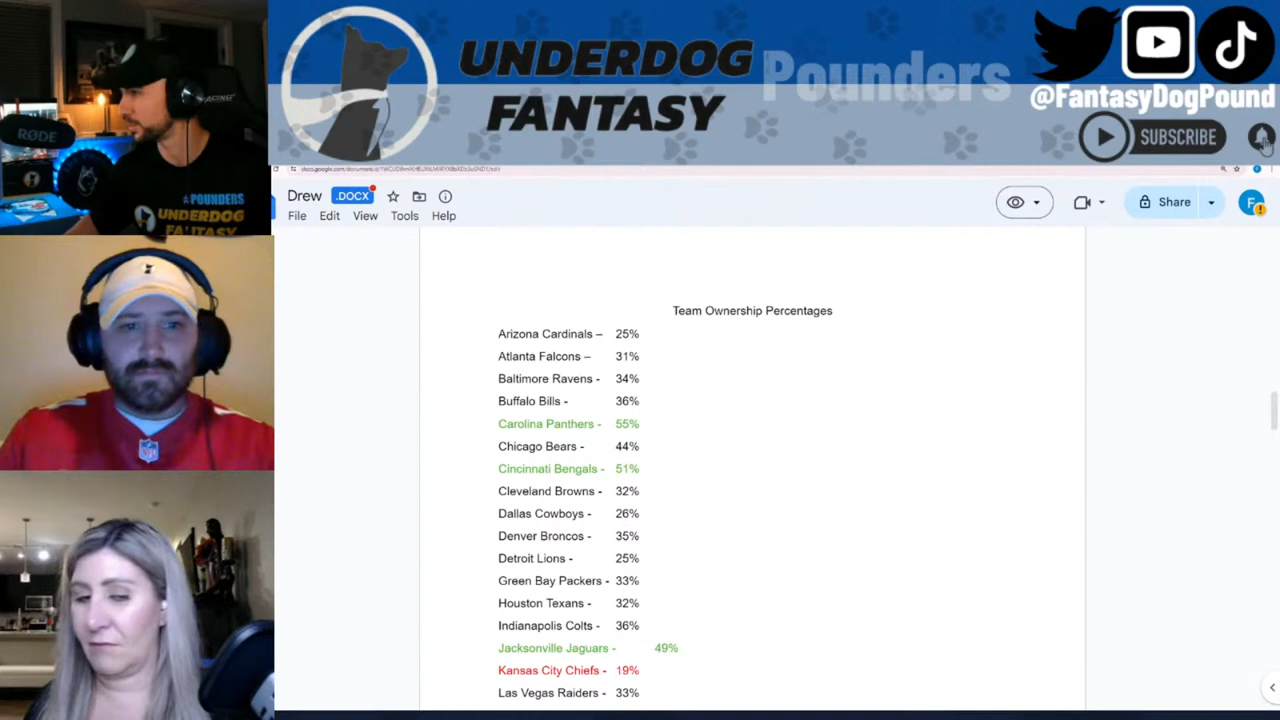 UNDERDOG
FANTASY
Pounders
@FantasyDogPound
SUBSCRIBE
RØDE
POUNDERS
UNDERDOG
NFL
Drew
.DOCX
File Edit View Tools Help
Share
F
Team Ownership Percentages
Arizona Cardinals – 25%
Atlanta Falcons – 31%
Baltimore Ravens - 34%
Buffalo Bills - 36%
Carolina Panthers - 55%
Chicago Bears - 44%
Cincinnati Bengals - 51%
Cleveland Browns - 32%
Dallas Cowboys - 26%
Denver Broncos - 35%
Detroit Lions - 25%
Green Bay Packers - 33%
Houston Texans - 32%
Indianapolis Colts - 36%
Jacksonville Jaguars - 49%
Kansas City Chiefs - 19%
Las Vegas Raiders - 33%